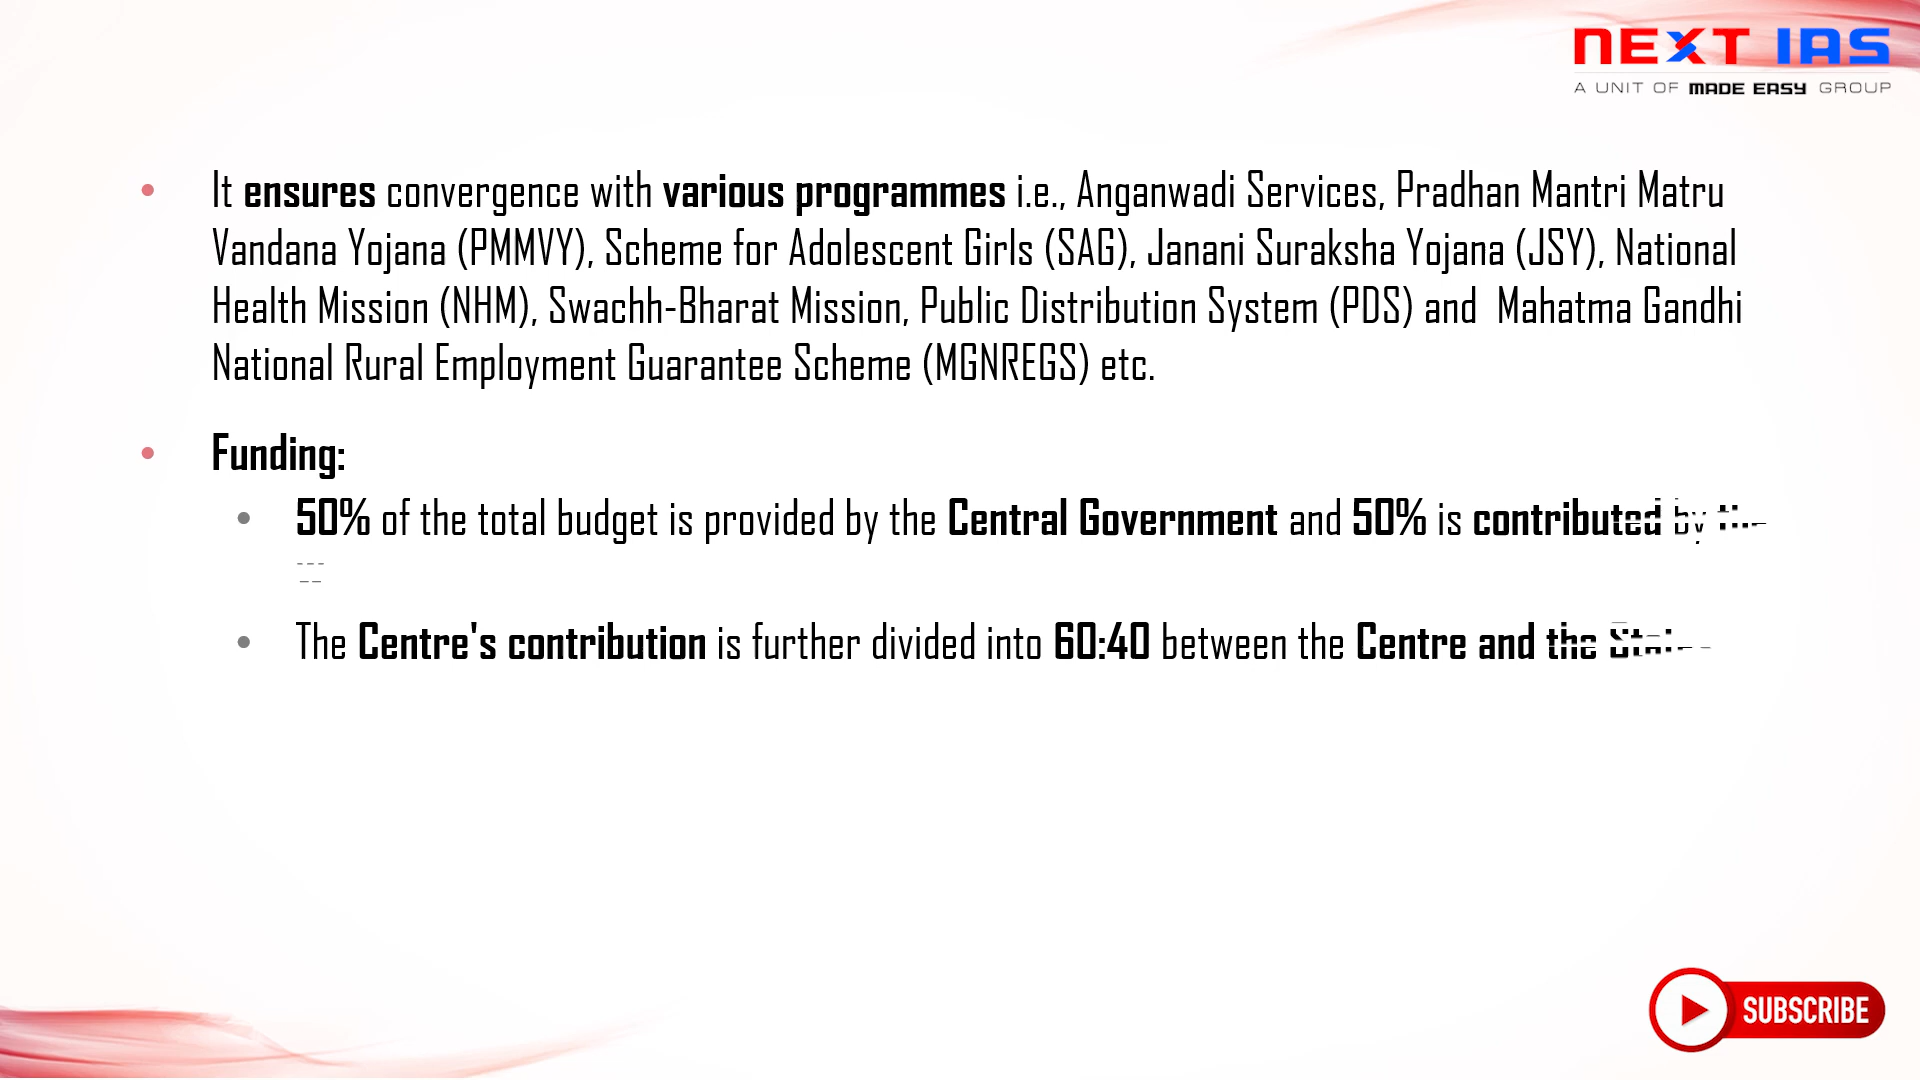 NEXT IAS
A UNIT OF MADE EASY GROUP
• It ensures convergence with various programmes i.e., Anganwadi Services, Pradhan Mantri Matru
Vandana Yojana (PMMVY), Scheme for Adolescent Girls (SAG), Janani Suraksha Yojana (JSY), National
Health Mission (NHM), Swachh-Bharat Mission, Public Distribution System (PDS) and Mahatma Gandhi
National Rural Employment Guarantee Scheme (MGNREGS) etc.
• Funding:
• 50% of the total budget is provided by the Central Government and 50% is contributed by the
• The Centre's contribution is further divided into 60:40 between the Centre and the
SUBSCRIBE